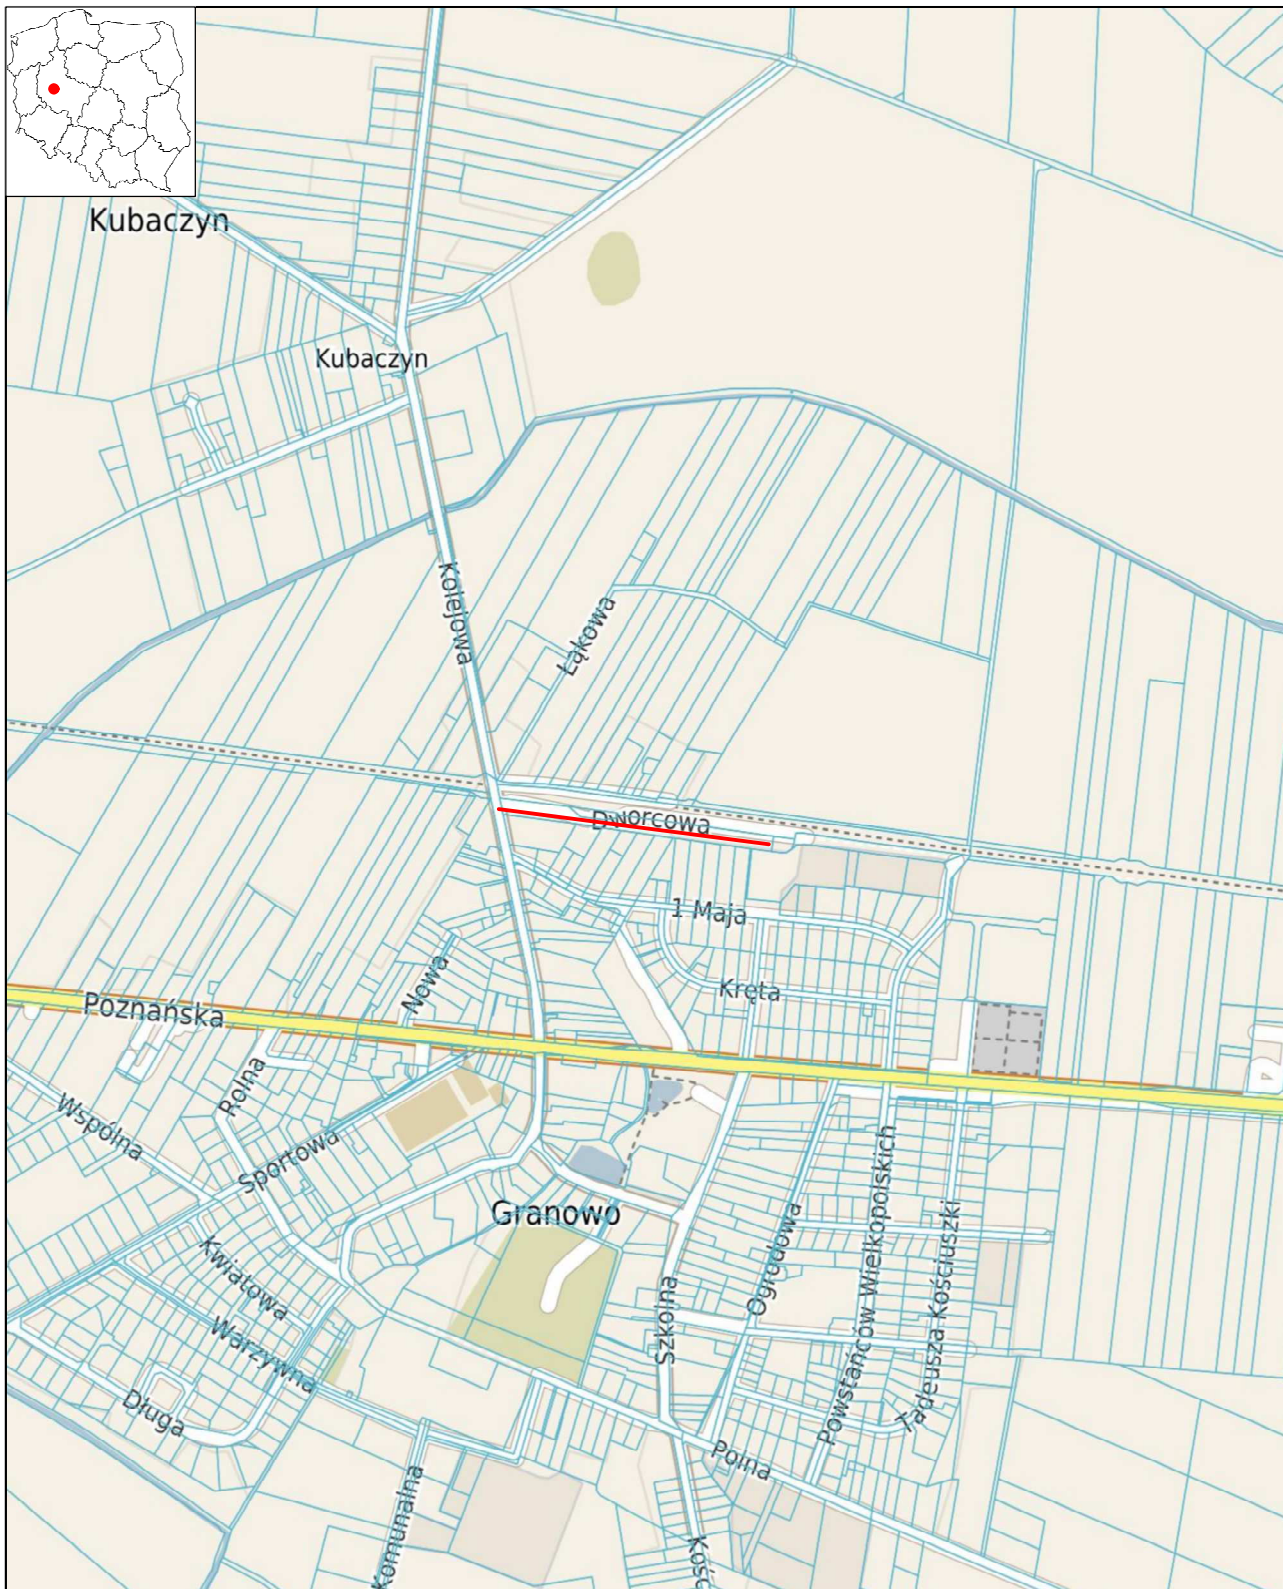 Kubaczyn
Kubaczyn
Kolejowa
Łąkowa
Dworcowa
1 Maja
Nowa
Kręta
Poznańska
Rolna
Wspólna
Sportowa
Granowo
Kwiatowa
Warzywna
Długa
Szkolna
Ogrodowa
Powstańców Wielkopolskich
Tadeusza Kościuszki
Polna
Komunalna
Kość